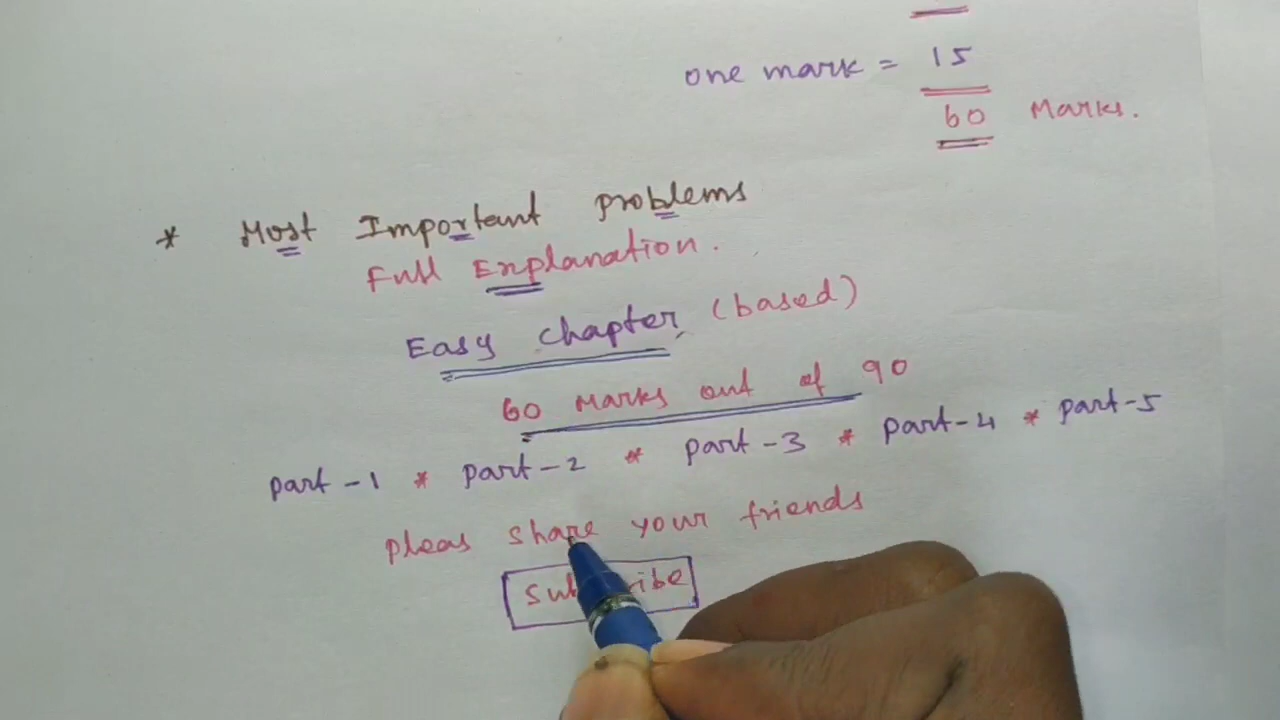 one mark = 15
60 Marks.
* Most Important problems
Full Explanation.
Easy chapter (based)
60 Marks out of 90
part-1 * part-2 * part-3 * part-4 * part-5
pleas share your friends